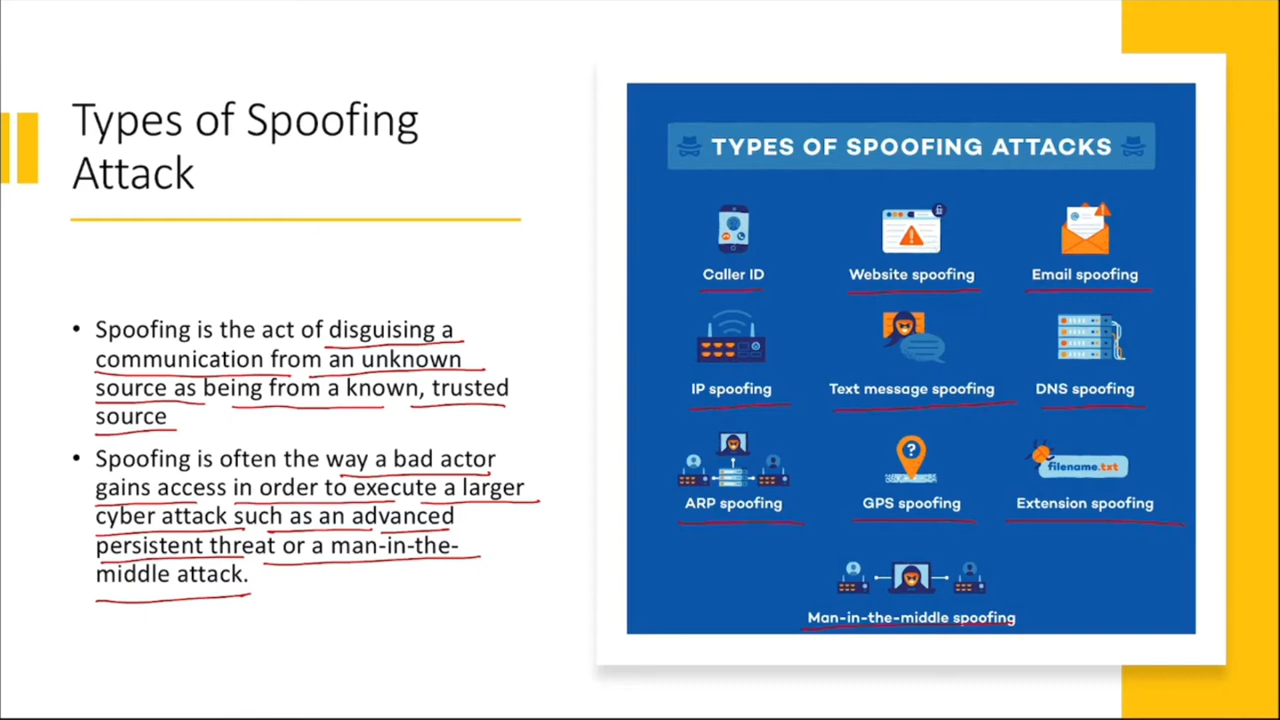 Types of Spoofing
Attack
• Spoofing is the act of disguising a
communication from an unknown
source as being from a known, trusted
source
• Spoofing is often the way a bad actor
gains access in order to execute a larger
cyber attack such as an advanced
persistent threat or a man-in-the-
middle attack.
TYPES OF SPOOFING ATTACKS
Caller ID
Website spoofing
Email spoofing
IP spoofing
Text message spoofing
DNS spoofing
ARP spoofing
GPS spoofing
filename.txt
Extension spoofing
Man-in-the-middle spoofing